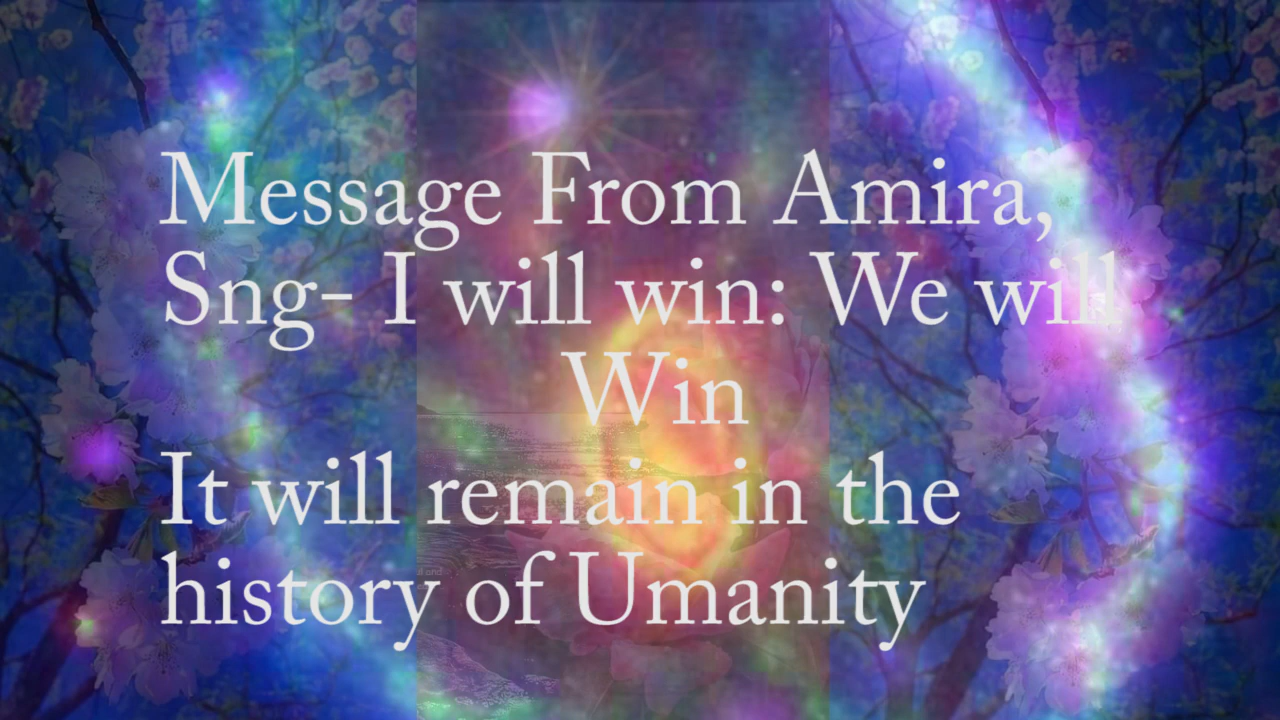 Message From Amira,
Sng- I will win: We will
Win
It will remain in the
history of Umanity